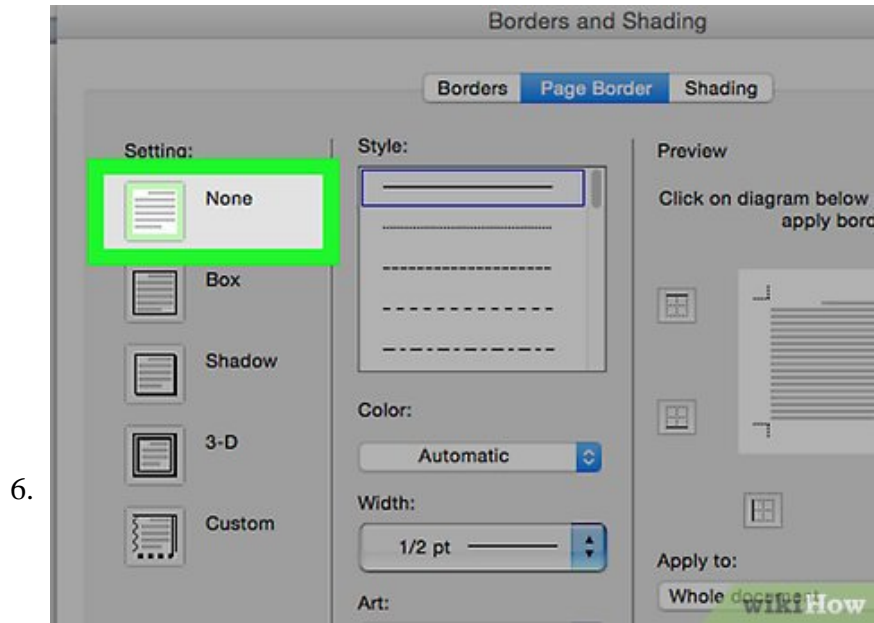 Borders and Shading
Borders Page Border Shading
Setting:
None
Box
Shadow
3-D
Custom
Style:
Color:
Automatic
Width:
1/2 pt
Art:
Preview
Click on diagram below
apply bord
Apply to:
Whole document
wikiHow
6.